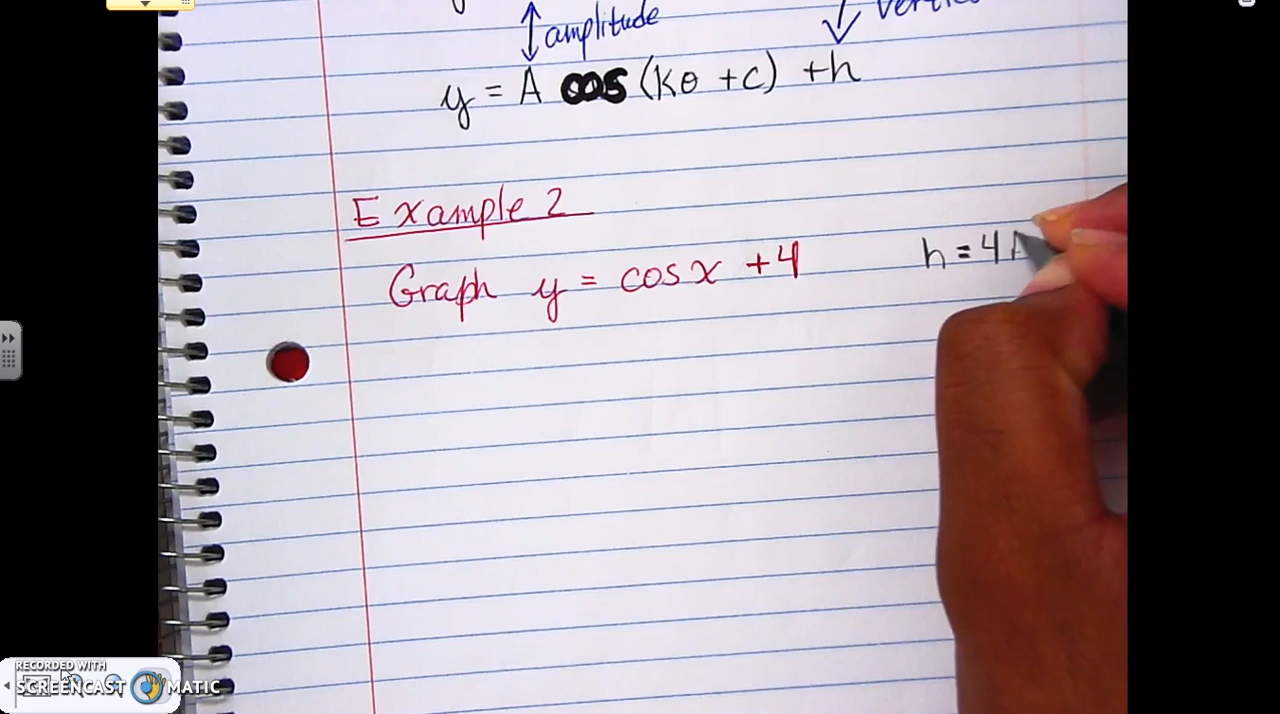 amplitude
y = A cos (kθ + c) + h
Example 2
Graph y = cos x + 4
h = 4
RECORDED WITH
SCREENCAST MATIC